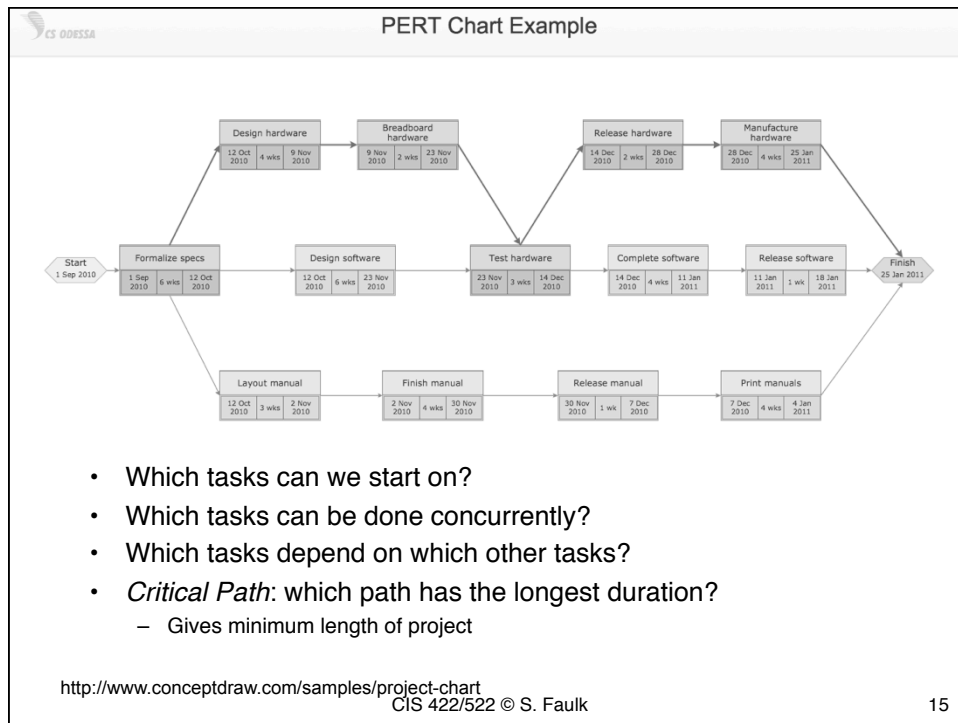 CS ODESSA
PERT Chart Example
Design hardware
12 Oct 2010 4 wks 9 Nov 2010
Breadboard
hardware
9 Nov 2010 2 wks 23 Nov 2010
Release hardware
14 Dec 2010 2 wks 28 Dec 2010
Manufacture
hardware
28 Dec 2010 4 wks 25 Jan 2011
Start
1 Sep 2010
Formalize specs
1 Sep 2010 6 wks 12 Oct 2010
Design software
12 Oct 2010 6 wks 23 Nov 2010
Test hardware
23 Nov 2010 3 wks 14 Dec 2010
Complete software
14 Dec 2010 4 wks 11 Jan 2011
Release software
11 Jan 2011 1 wk 18 Jan 2011
Finish
25 Jan 2011
Layout manual
12 Oct 2010 3 wks 2 Nov 2010
Finish manual
2 Nov 2010 4 wks 30 Nov 2010
Release manual
30 Nov 2010 1 wk 7 Dec 2010
Print manuals
7 Dec 2010 4 wks 4 Jan 2011
• Which tasks can we start on?
• Which tasks can be done concurrently?
• Which tasks depend on which other tasks?
• Critical Path: which path has the longest duration?
– Gives minimum length of project
http://www.conceptdraw.com/samples/project-chart
CIS 422/522 © S. Faulk
15